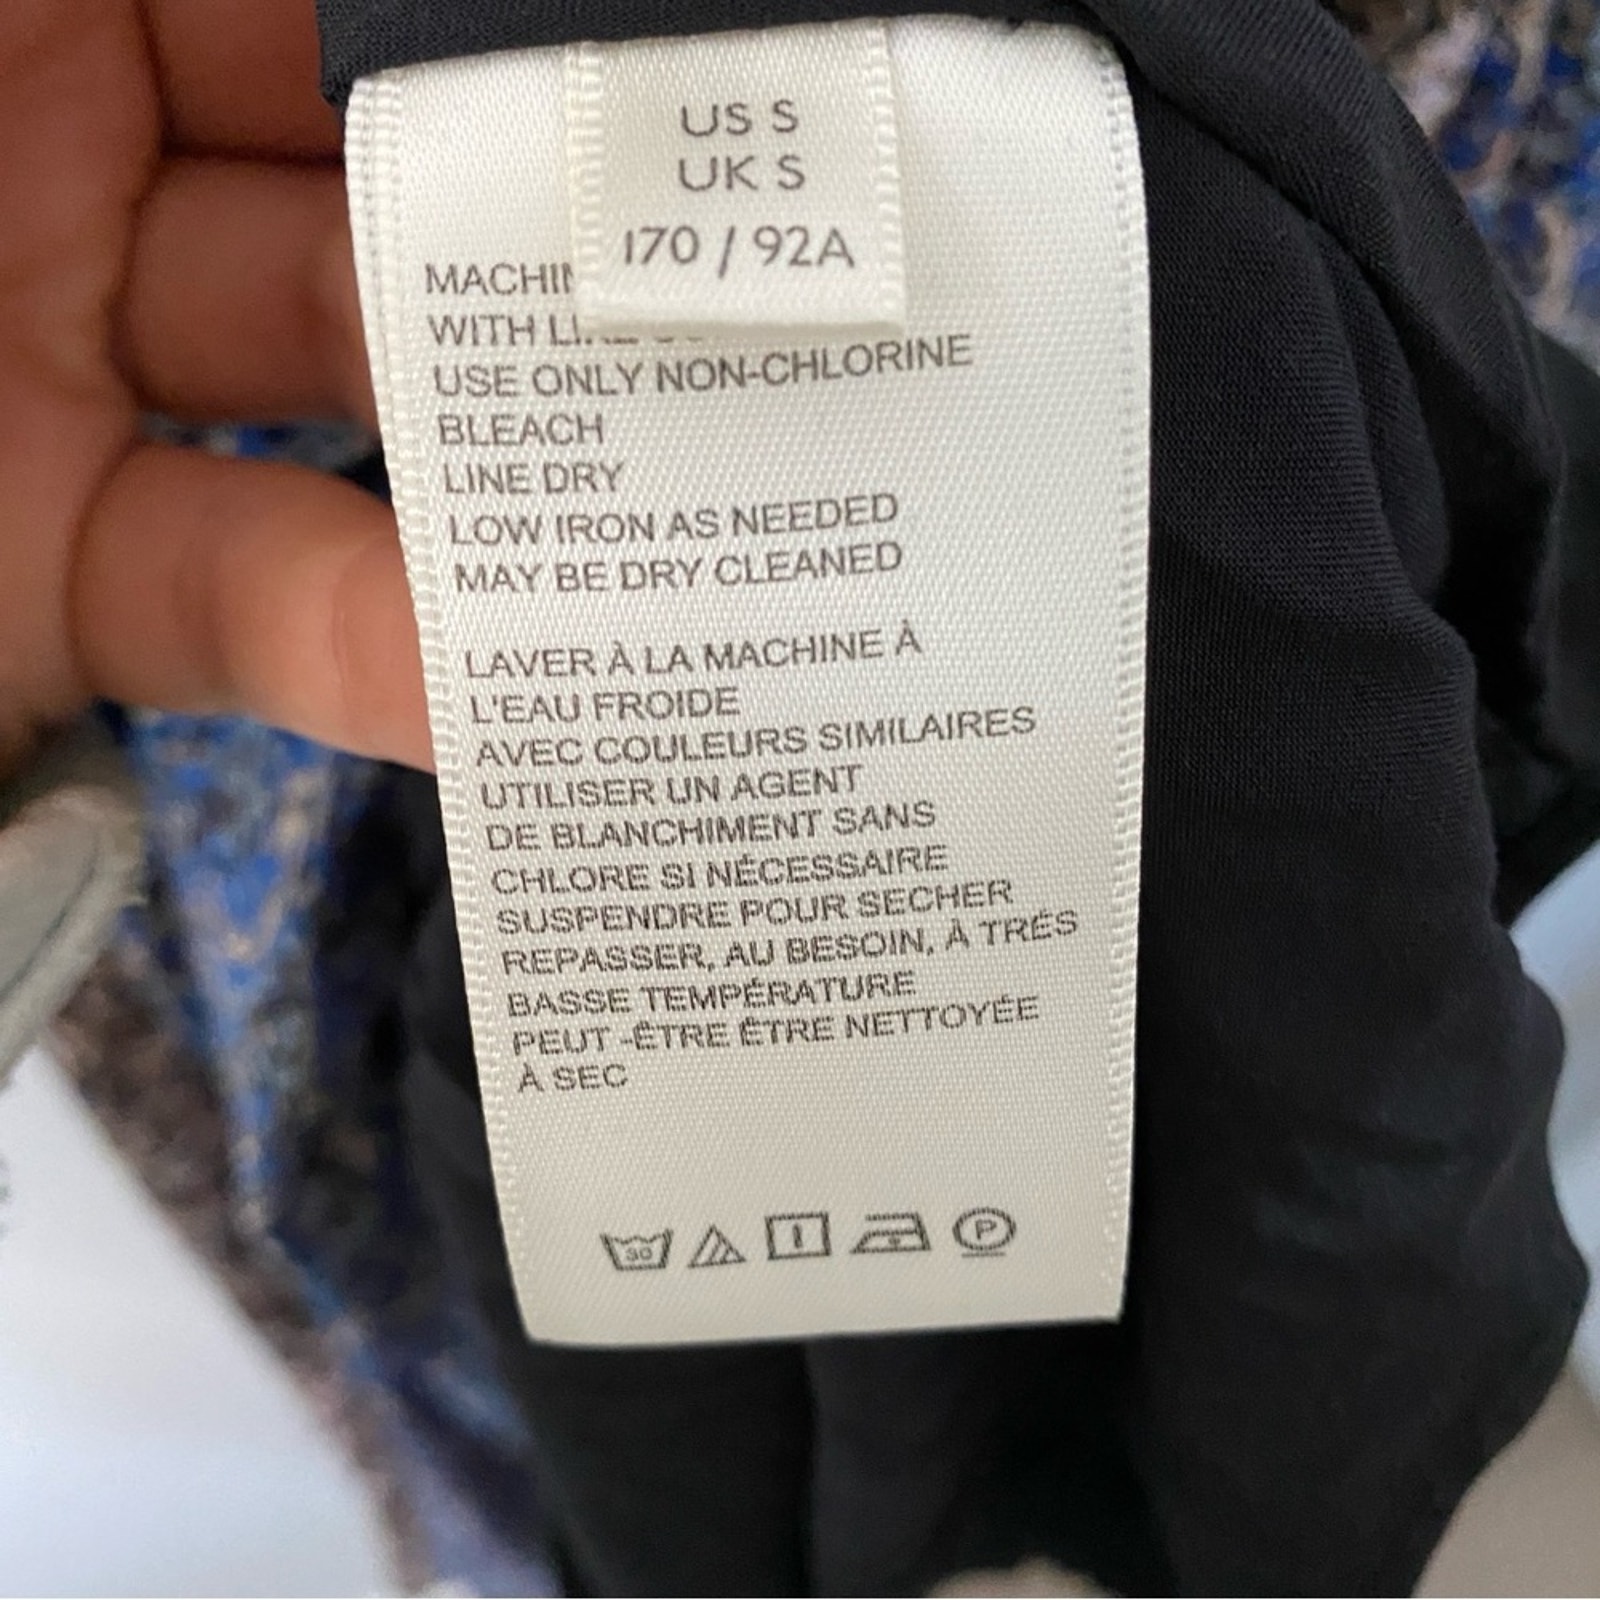 US S
UK S
170 / 92A
WITH
USE ONLY NON-CHLORINE
BLEACH
LINE DRY
LOW IRON AS NEEDED
MAY BE DRY CLEANED
LAVER À LA MACHINE À
L'EAU FROIDE
AVEC COULEURS SIMILAIRES
UTILISER UN AGENT
DE BLANCHIMENT SANS
CHLORE SI NÉCESSAIRE
SUSPENDRE POUR SECHER
REPASSER, AU BESOIN, À TRÉS
BASSE TEMPÉRATURE
PEUT -ÊTRE ÊTRE NETTOYÉE
À SEC
30 P